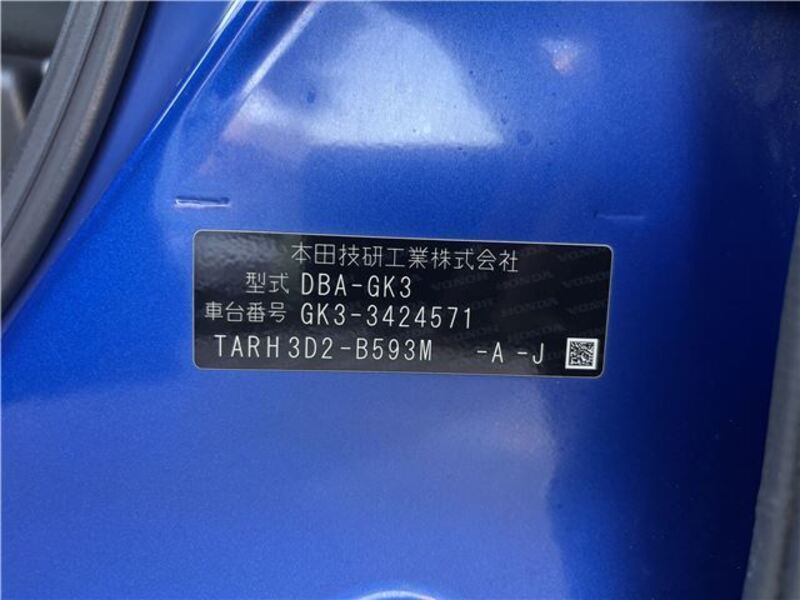 本田技研工業株式会社
型式 DBA-GK3
車台番号 GK3-3424571
TARH3D2-B593M -A -J